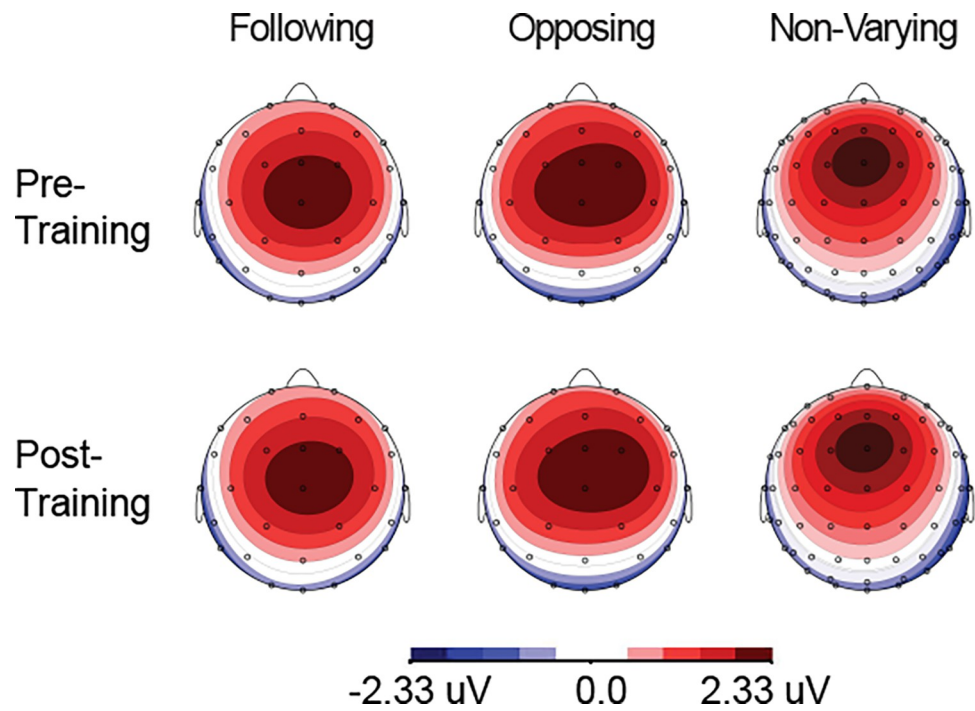 Following Opposing Non-Varying
Pre-
Training
Post-
Training
-2.33 uV 0.0 2.33 uV